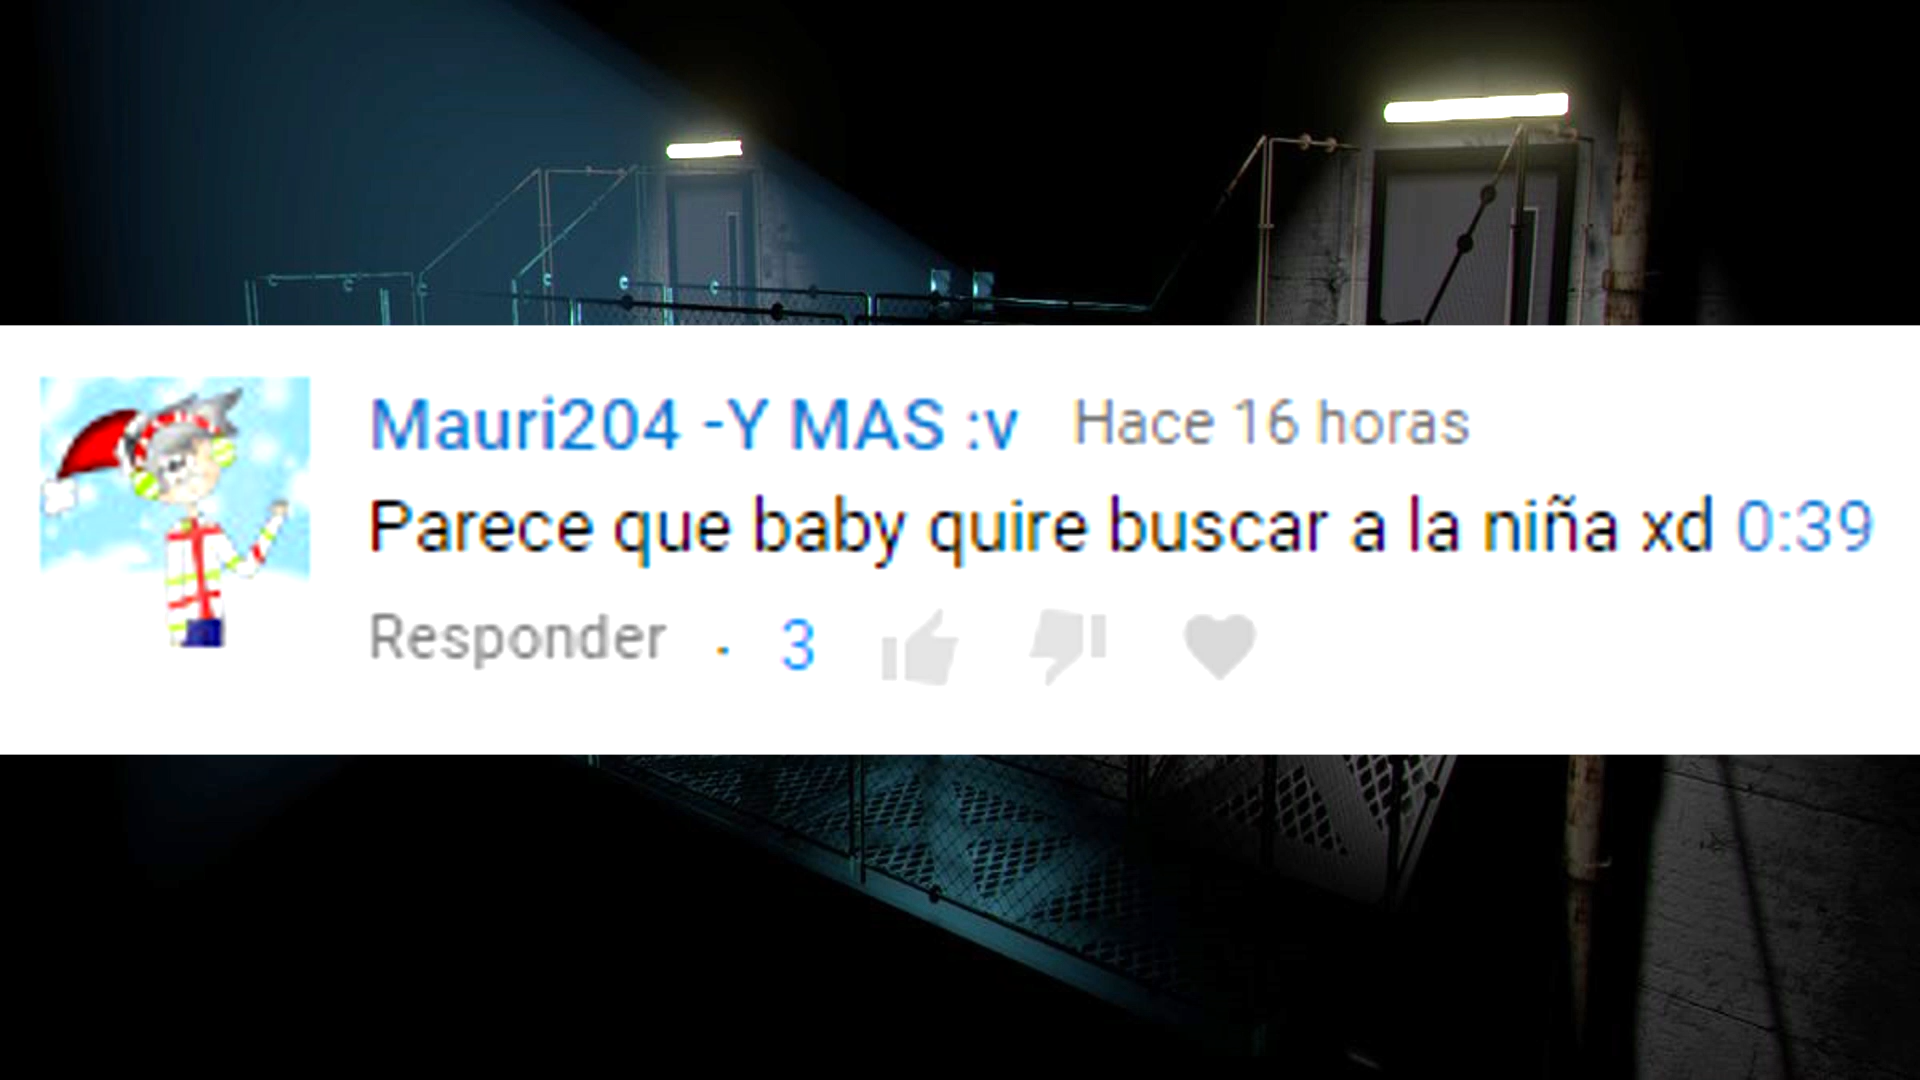 Mauri204 -Y MAS :v Hace 16 horas
Parece que baby quire buscar a la niña xd 0:39
Responder · 3